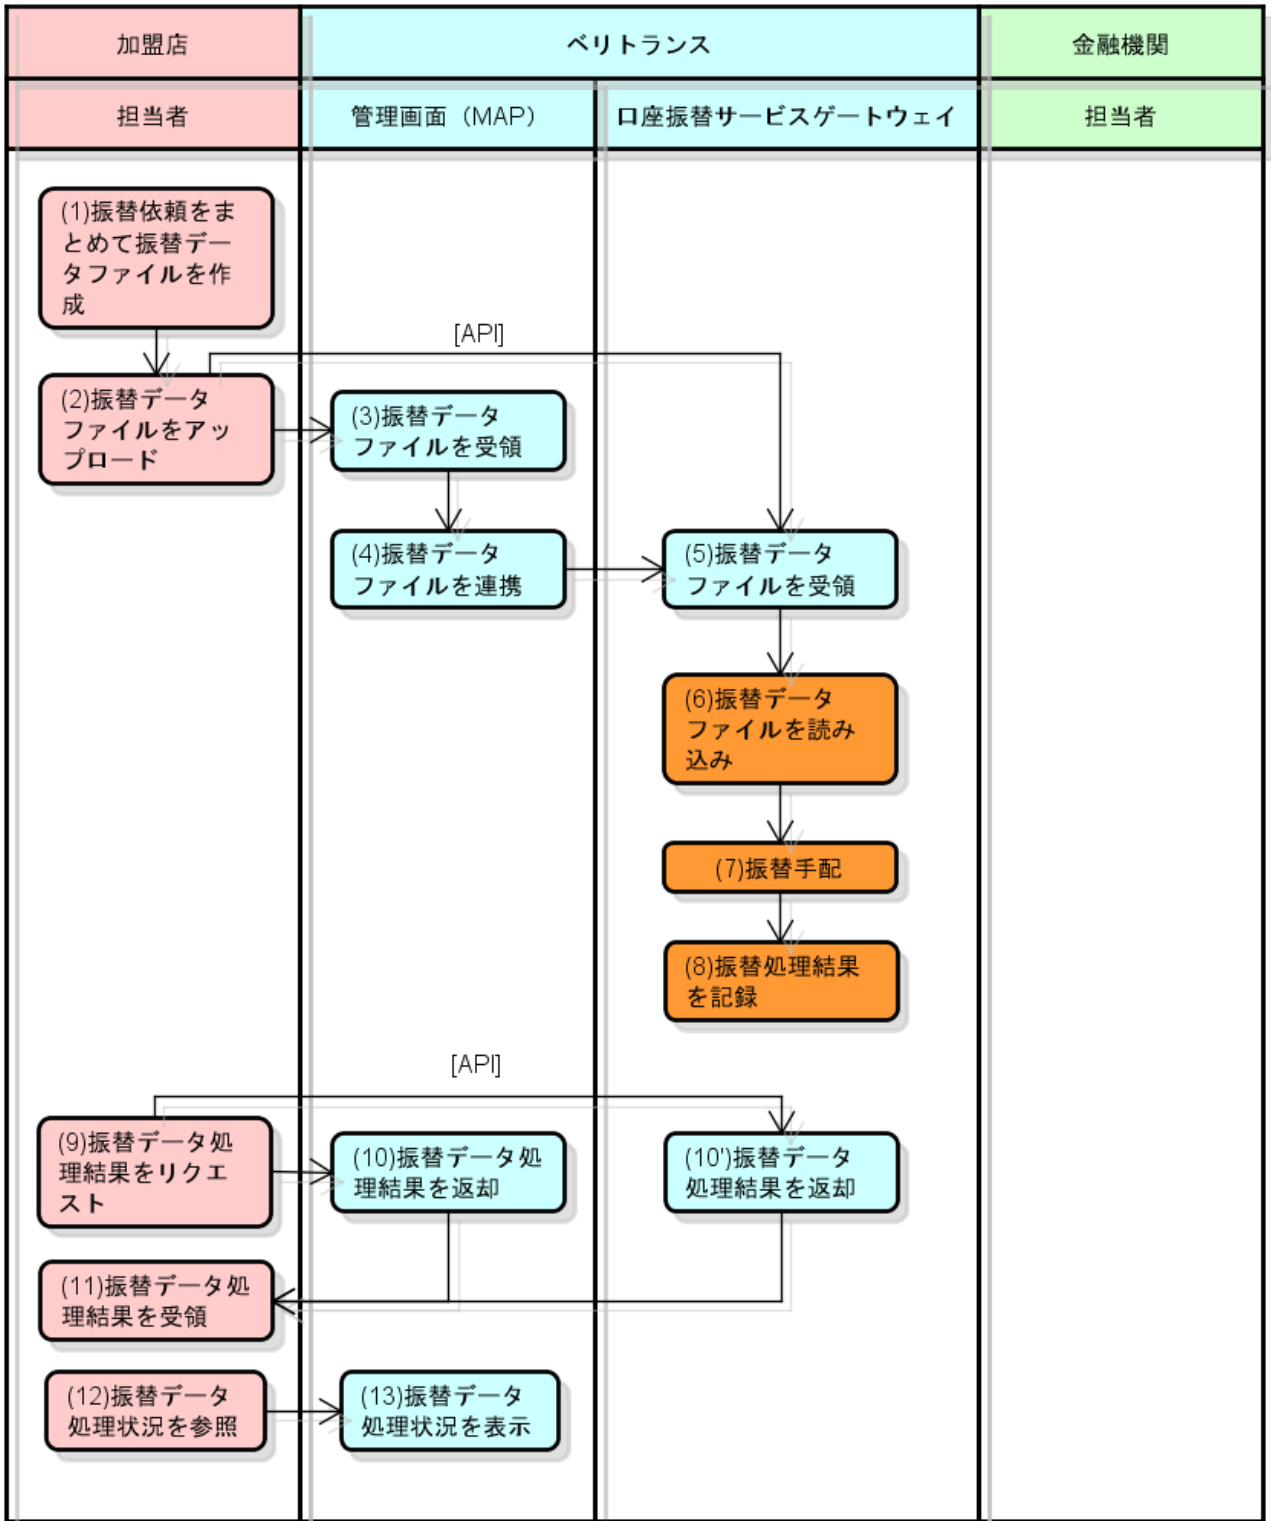 加盟店
ベリトランス
金融機関
担当者
管理画面（MAP）
口座振替サービスゲートウェイ
担当者
(1)振替依頼をま
とめて振替デー
タファイルを作
成
[API]
(2)振替データ
ファイルをアッ
プロード
(3)振替データ
ファイルを受領
(4)振替データ
ファイルを連携
(5)振替データ
ファイルを受領
(6)振替データ
ファイルを読み
込み
(7)振替手配
(8)振替処理結果
を記録
[API]
(9)振替データ処
理結果をリクエ
スト
(10)振替データ処
理結果を返却
(10')振替データ
処理結果を返却
(11)振替データ処
理結果を受領
(12)振替データ
処理状況を参照
(13)振替データ
処理状況を表示